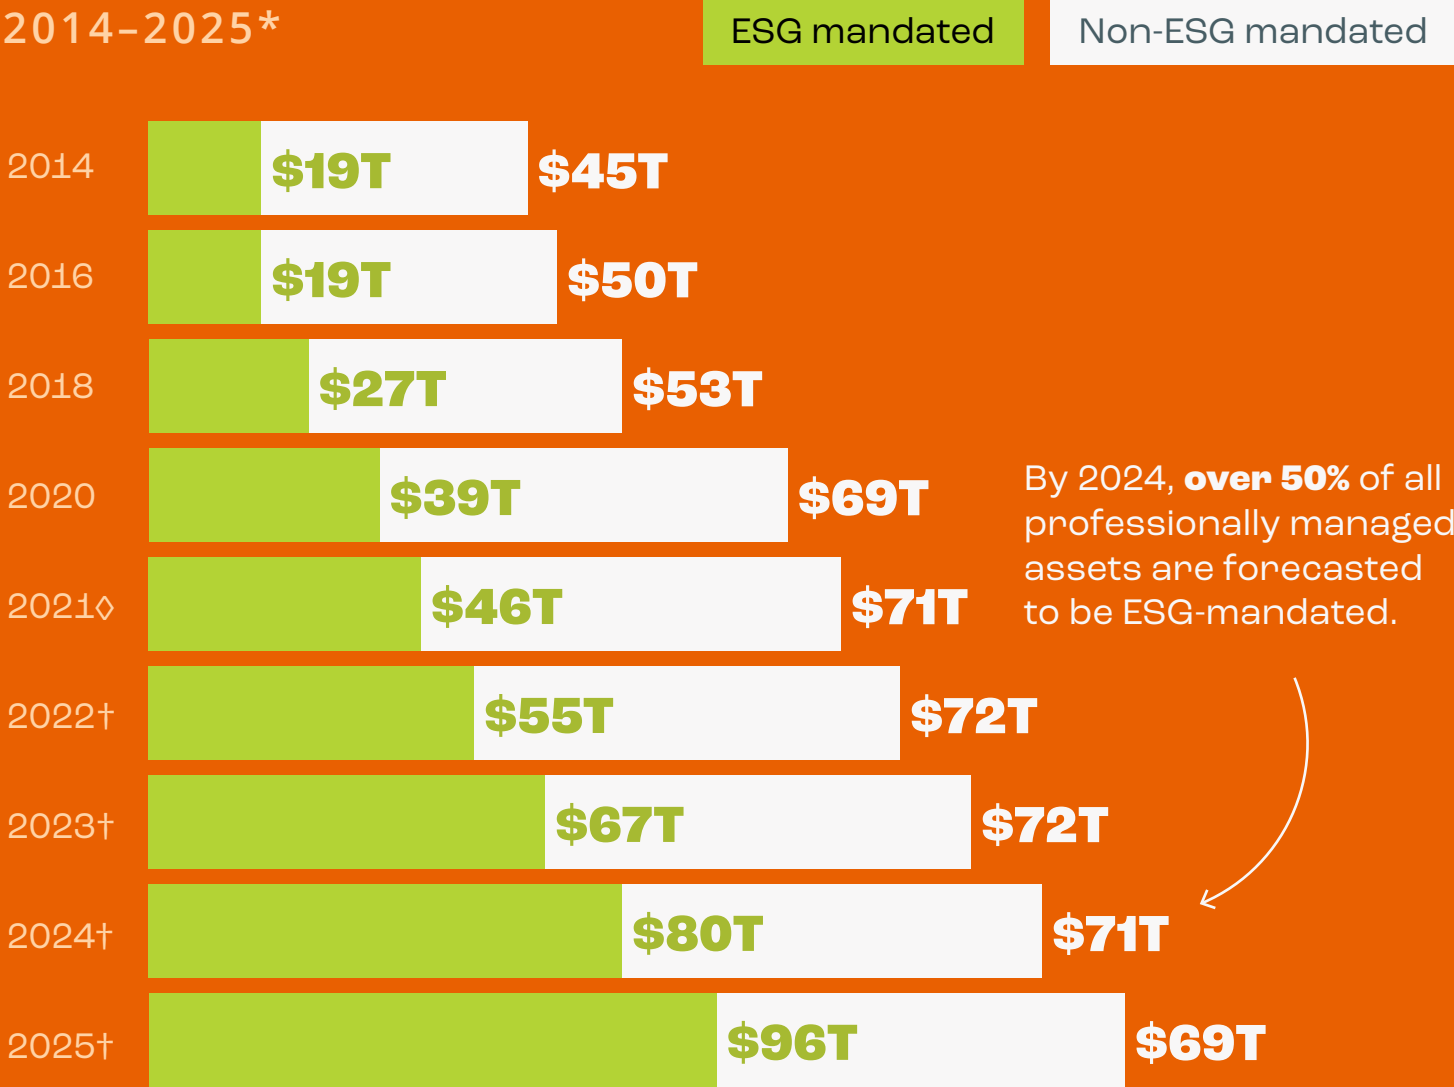 2014–2025*
ESG mandated
Non-ESG mandated
2014 $19T $45T
2016 $19T $50T
2018 $27T $53T
2020 $39T $69T
By 2024, over 50% of all
professionally managed
assets are forecasted
to be ESG-mandated.
2021◊ $46T $71T
2022† $55T $72T
2023† $67T $72T
2024† $80T $71T
2025† $96T $69T